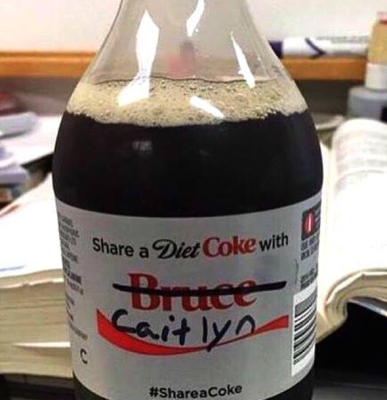 Share a Diet Coke with
Bruce
Caitlyn
C
#ShareaCoke